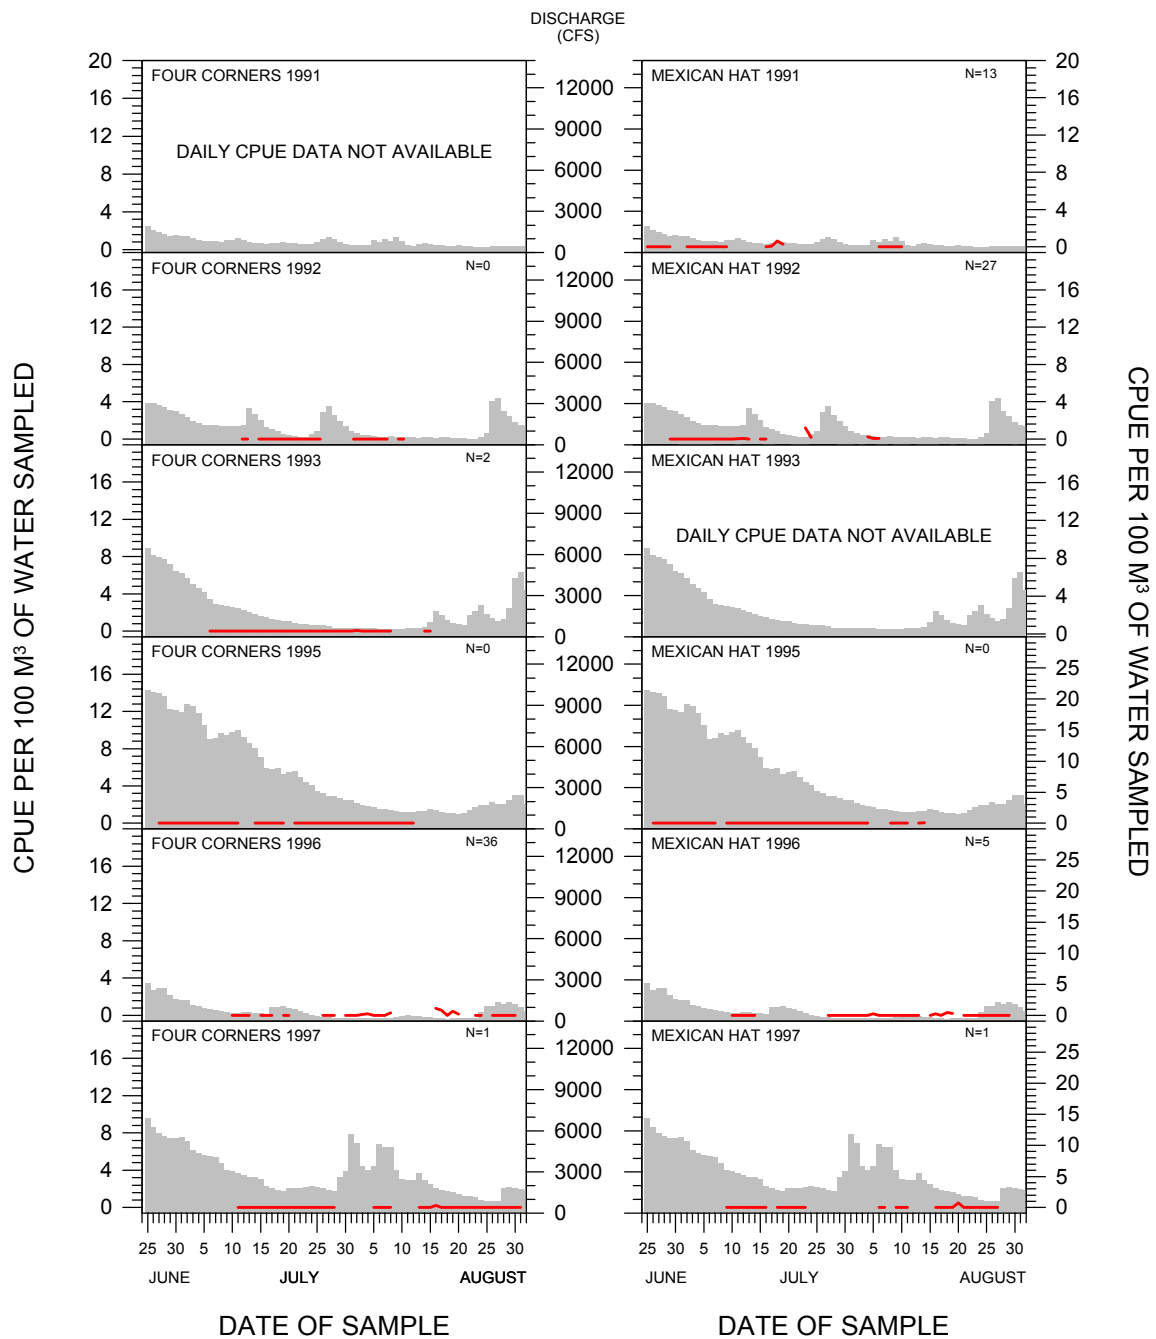 DISCHARGE
(CFS)
FOUR CORNERS 1991
DAILY CPUE DATA NOT AVAILABLE
20
16
12
8
4
0
12000
9000
6000
3000
0
MEXICAN HAT 1991
N=13
20
16
12
8
4
0
FOUR CORNERS 1992
N=0
16
12
8
4
0
12000
9000
6000
3000
0
MEXICAN HAT 1992
N=27
16
12
8
4
0
FOUR CORNERS 1993
N=2
16
12
8
4
0
12000
9000
6000
3000
0
MEXICAN HAT 1993
DAILY CPUE DATA NOT AVAILABLE
16
12
8
4
0
FOUR CORNERS 1995
N=0
16
12
8
4
0
12000
9000
6000
3000
0
MEXICAN HAT 1995
N=0
25
20
15
10
5
0
FOUR CORNERS 1996
N=36
16
12
8
4
0
12000
9000
6000
3000
0
MEXICAN HAT 1996
N=5
25
20
15
10
5
0
FOUR CORNERS 1997
N=1
16
12
8
4
0
12000
9000
6000
3000
0
MEXICAN HAT 1997
N=1
25
20
15
10
5
0
25 30 5 10 15 20 25 30 5 10 15 20 25 30
JUNE JULY AUGUST
DATE OF SAMPLE
25 30 5 10 15 20 25 30 5 10 15 20 25 30
JUNE JULY AUGUST
DATE OF SAMPLE
CPUE PER 100 M³ OF WATER SAMPLED
CPUE PER 100 M³ OF WATER SAMPLED